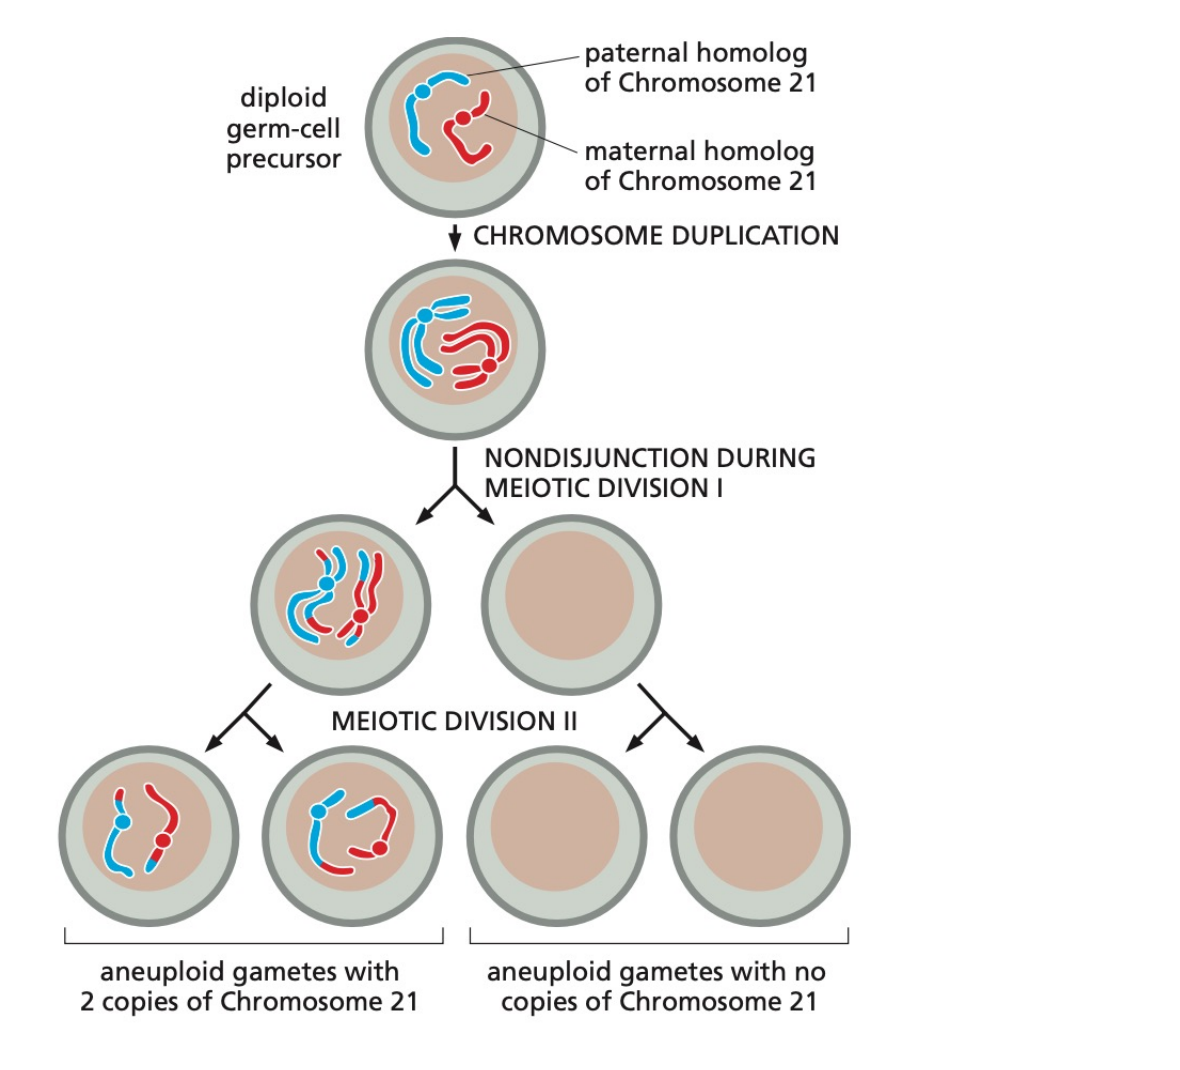 paternal homolog
of Chromosome 21
diploid
germ-cell
precursor
maternal homolog
of Chromosome 21
CHROMOSOME DUPLICATION
NONDISJUNCTION DURING
MEIOTIC DIVISION I
MEIOTIC DIVISION II
aneuploid gametes with
2 copies of Chromosome 21
aneuploid gametes with no
copies of Chromosome 21